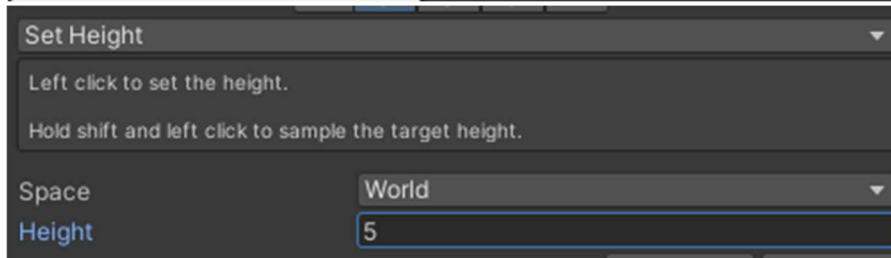 Set Height
Left click to set the height.
Hold shift and left click to sample the target height.
Space World
Height 5